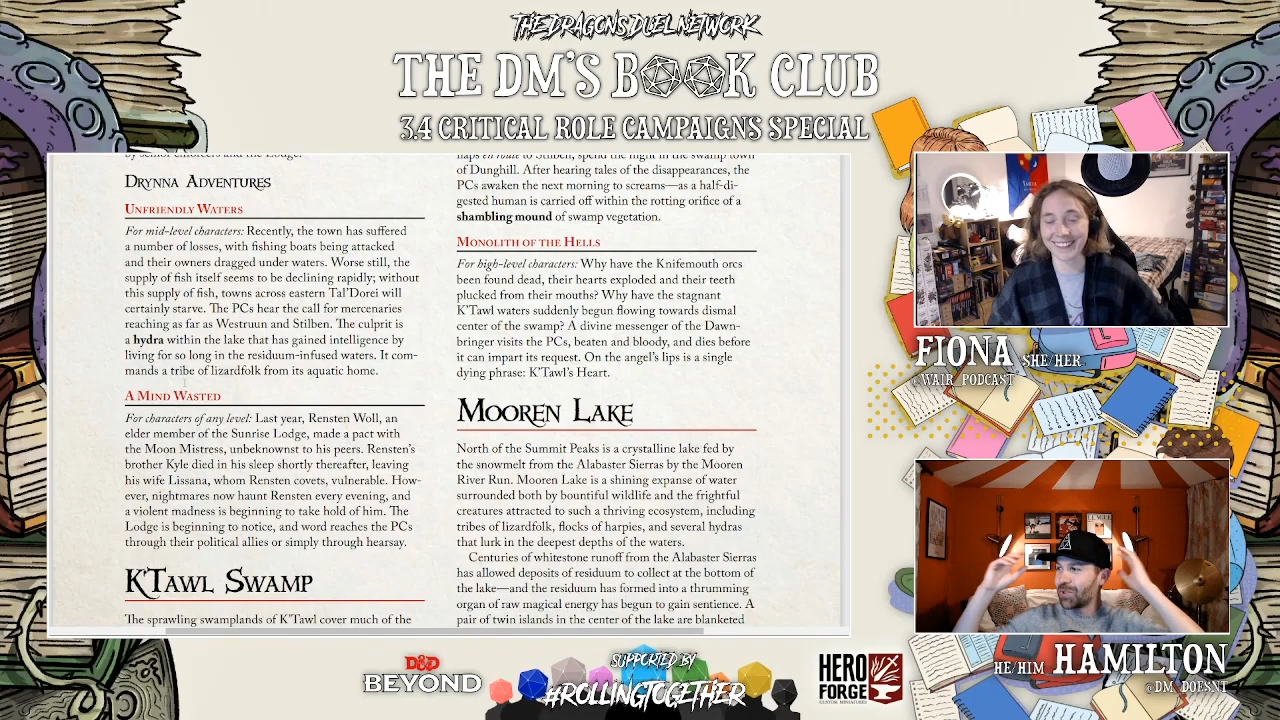 THE DRAGONS DUEL NETWORK
THE DM'S BOOK CLUB
3.4 CRITICAL ROLE CAMPAIGNS SPECIAL
by senior enforcers and the Lodge.
DRYNNA ADVENTURES
UNFRIENDLY WATERS
For mid-level characters: Recently, the town has suffered
a number of losses, with fishing boats being attacked
and their owners dragged under waters. Worse still, the
supply of fish itself seems to be declining rapidly; without
this supply of fish, towns across eastern Tal'Dorei will
certainly starve. The PCs hear the call for mercenaries
reaching as far as Westruun and Stilben. The culprit is
a hydra within the lake that has gained intelligence by
living for so long in the residuum-infused waters. It com-
mands a tribe of lizardfolk from its aquatic home.
A MIND WASTED
For characters of any level: Last year, Rensten Woll, an
elder member of the Sunrise Lodge, made a pact with
the Moon Mistress, unbeknownst to his peers. Rensten's
brother Kyle died in his sleep shortly thereafter, leaving
his wife Lissana, whom Rensten covets, vulnerable. How-
ever, nightmares now haunt Rensten every evening, and
a violent madness is beginning to take hold of him. The
Lodge is beginning to notice, and word reaches the PCs
through their political allies or simply through hearsay.
K'TAWL SWAMP
The sprawling swamplands of K'Tawl cover much of the
haps en route to Stilben, spend the night in the swamp town
of Dunghill. After hearing tales of the disappearances, the
PCs awaken the next morning to screams—as a half-di-
gested human is carried off within the rotting orifice of a
shambling mound of swamp vegetation.
MONOLITH OF THE HELLS
For high-level characters: Why have the Knifemouth orcs
been found dead, their hearts exploded and their teeth
plucked from their mouths? Why have the stagnant
K'Tawl waters suddenly begun flowing towards dismal
center of the swamp? A divine messenger of the Dawn-
bringer visits the PCs, beaten and bloody, and dies before
it can impart its request. On the angel's lips is a single
dying phrase: K'Tawl's Heart.
MOOREN LAKE
North of the Summit Peaks is a crystalline lake fed by
the snowmelt from the Alabaster Sierras by the Mooren
River Run. Mooren Lake is a shining expanse of water
surrounded both by bountiful wildlife and the frightful
creatures attracted to such a thriving ecosystem, including
tribes of lizardfolk, flocks of harpies, and several hydras
that lurk in the deepest depths of the waters.
Centuries of whitestone runoff from the Alabaster Sierras
has allowed deposits of residuum to collect at the bottom of
the lake—and the residuum has formed into a thrumming
organ of raw magical energy has begun to gain sentience. A
pair of twin islands in the center of the lake are blanketed
FIONA SHE/HER
@WAIR_PODCAST
HE/HIM HAMILTON
@DM_DOESNT
D&D
BEYOND
SUPPORTED BY
#ROLLINGTOGETHER
HERO
FORGE
CUSTOM MINIATURES